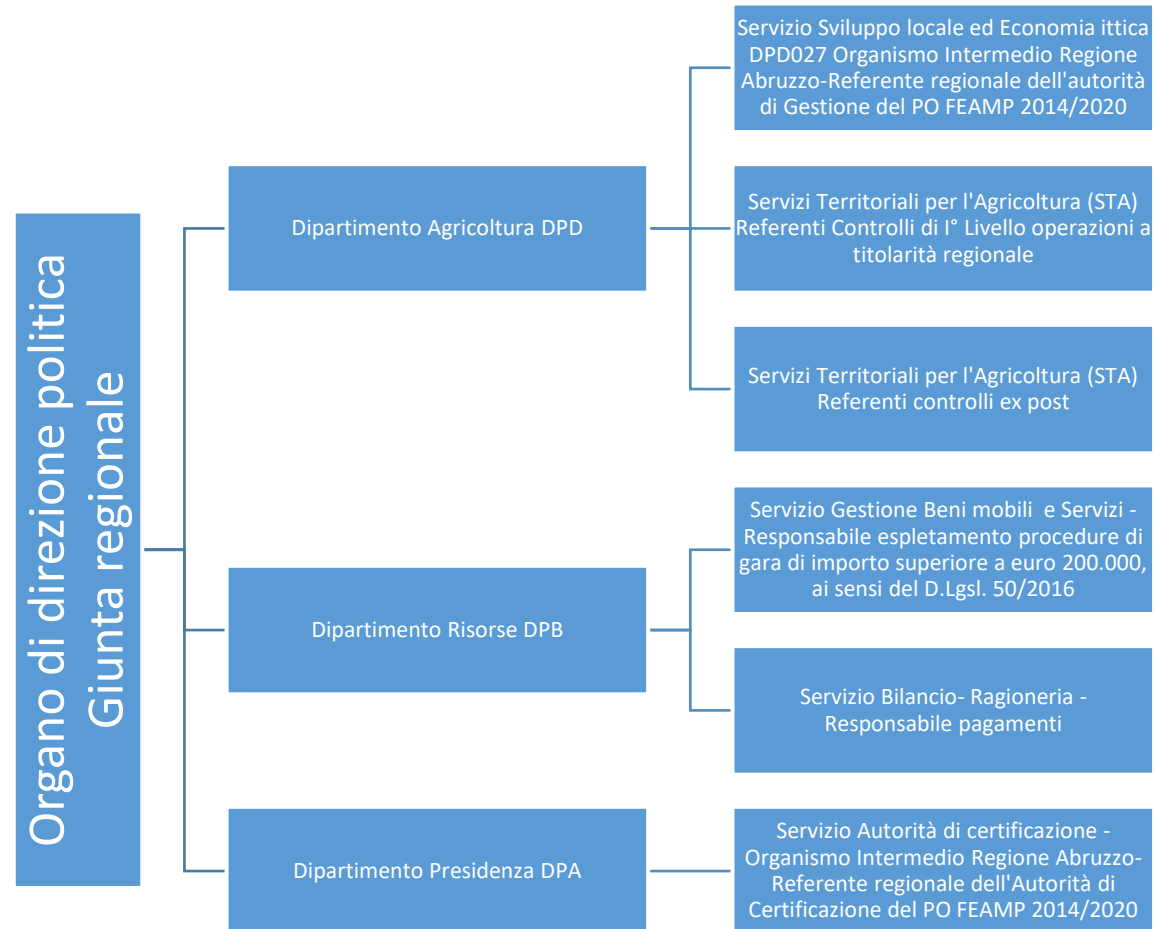 Organo di direzione politica
Giunta regionale
Dipartimento Agricoltura DPD
Servizio Sviluppo locale ed Economia ittica
DPD027 Organismo Intermedio Regione
Abruzzo-Referente regionale dell'autorità
di Gestione del PO FEAMP 2014/2020
Servizi Territoriali per l'Agricoltura (STA)
Referenti Controlli di I° Livello operazioni a
titolarità regionale
Servizi Territoriali per l'Agricoltura (STA)
Referenti controlli ex post
Dipartimento Risorse DPB
Servizio Gestione Beni mobili e Servizi -
Responsabile espletamento procedure di
gara di importo superiore a euro 200.000,
ai sensi del D.Lgsl. 50/2016
Servizio Bilancio- Ragioneria -
Responsabile pagamenti
Dipartimento Presidenza DPA
Servizio Autorità di certificazione -
Organismo Intermedio Regione Abruzzo-
Referente regionale dell'Autorità di
Certificazione del PO FEAMP 2014/2020